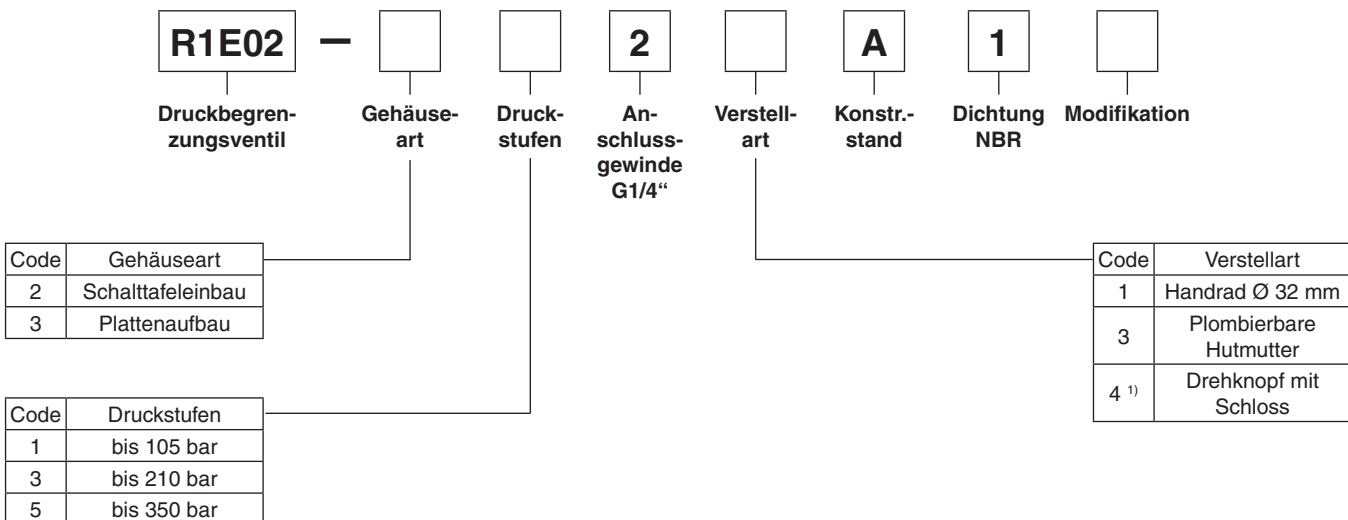 R1E02 – 2 A 1
Druckbegren-
zungsventil
Gehäuse-
art
Druck-
stufen
An-
schluss-
gewinde
G1/4“
Verstell-
art
Konstr.-
stand
Dichtung
NBR
Modifikation
Code Gehäuseart
2 Schalttafeleinbau
3 Plattenaufbau
Code Druckstufen
1 bis 105 bar
3 bis 210 bar
5 bis 350 bar
Code Verstellart
1 Handrad Ø 32 mm
3 Plombierbare
Hutmutter
4 ¹⁾ Drehknopf mit
Schloss